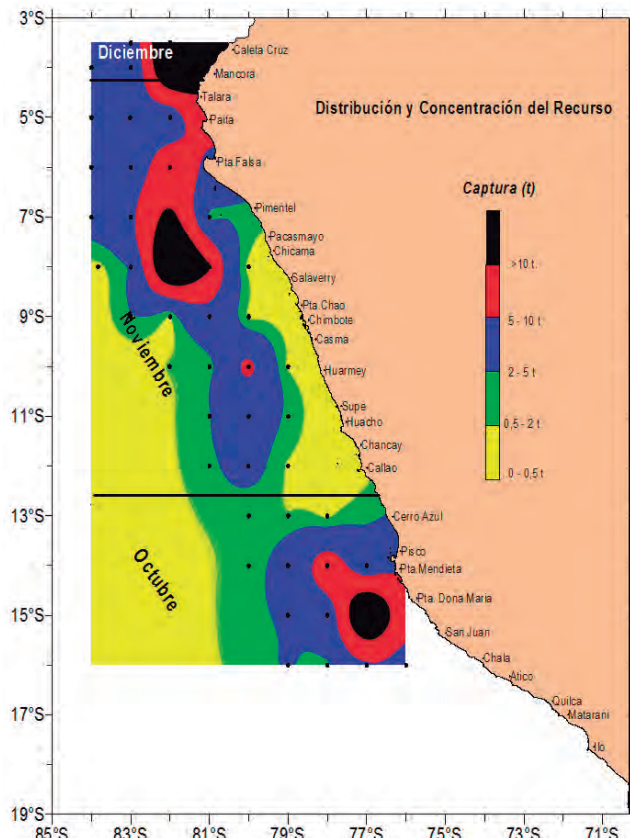 3°S
5°S
7°S
9°S
11°S
13°S
15°S
17°S
19°S
85°S
83°S
81°S
79°S
77°S
75°S
73°S
71°S
Diciembre
Noviembre
Octubre
Distribución y Concentración del Recurso
Captura (t)
>10 t.
5 - 10 t
2 - 5 t
0,5 - 2 t
0 - 0,5 t
Caleta Cruz
Mancora
Talara
Paita
Pta Falsa
Pimentel
Pacasmayo
Chicama
Salaverry
Pta. Chao
Chimbote
Casma
Huarmey
Supe
Huacho
Chancay
Callao
Cerro Azul
Pisco
Pta Mendieta
Pta. Dona Maria
San Juan
Chala
Atico
Quilca
Matarani
Ilo